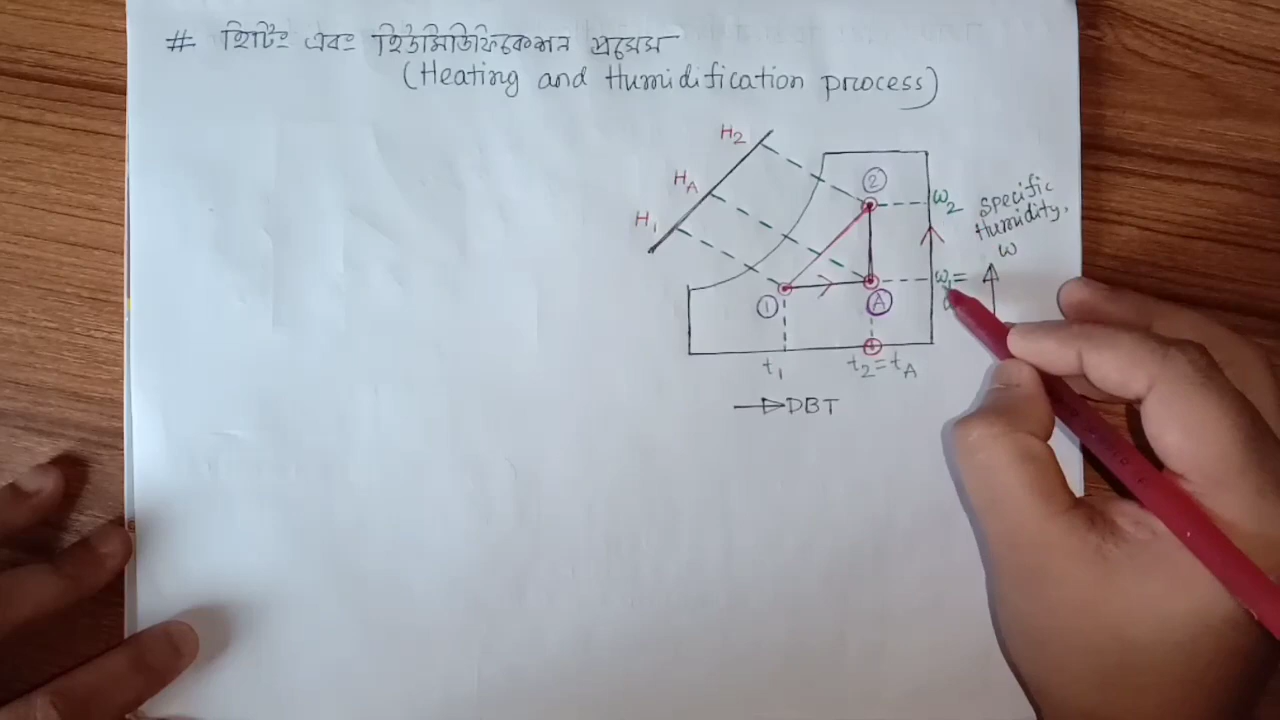 # হিটিং এবং হিউমিডিফিকেশন প্রসেস
(Heating and Humidification process)
H2
HA
H1
2
ω2
specific
Humidity,
ω
1
A
ω1=
t1
t2=tA
DBT